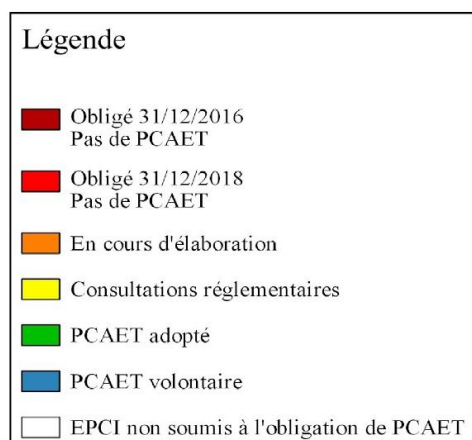 Légende
Obligé 31/12/2016
Pas de PCAET
Obligé 31/12/2018
Pas de PCAET
En cours d'élaboration
Consultations réglementaires
PCAET adopté
PCAET volontaire
EPCI non soumis à l'obligation de PCAET